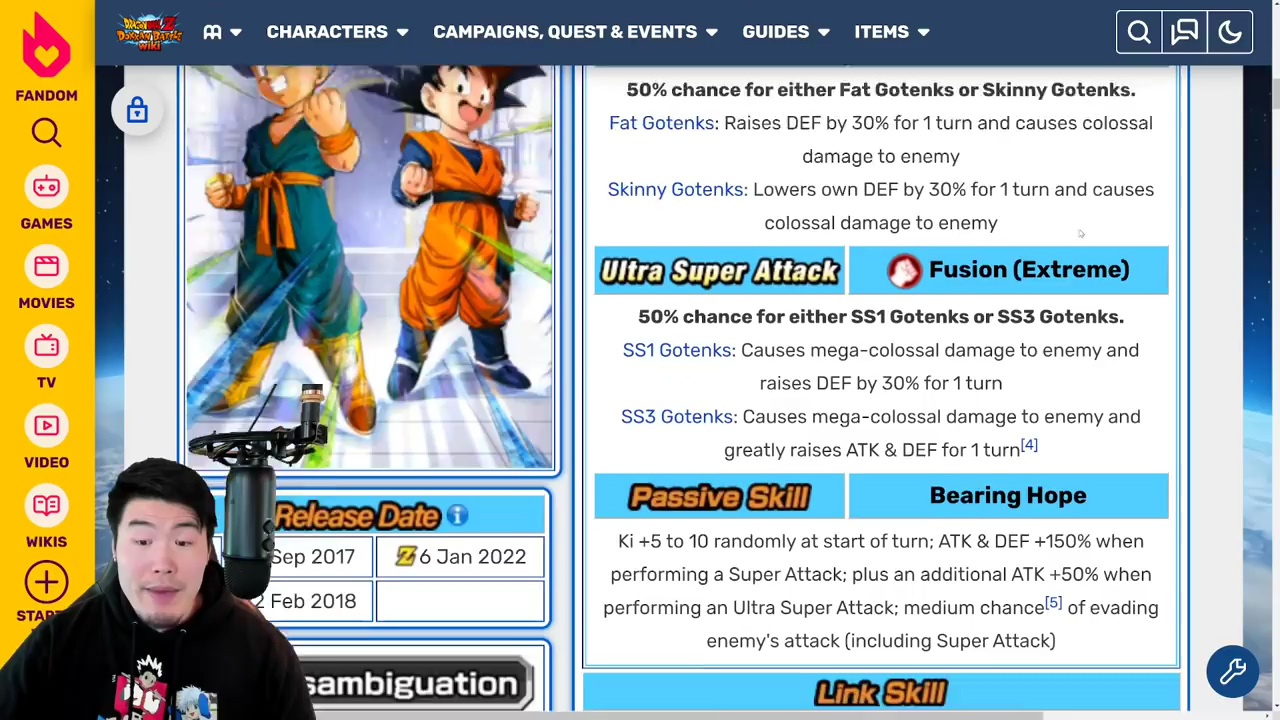 FANDOM
GAMES
MOVIES
TV
VIDEO
WIKIS
START
DRAGON BALL Z
DOKKAN BATTLE
WIKI
CHARACTERS
CAMPAIGNS, QUEST & EVENTS
GUIDES
ITEMS
50% chance for either Fat Gotenks or Skinny Gotenks.
Fat Gotenks: Raises DEF by 30% for 1 turn and causes colossal
damage to enemy
Skinny Gotenks: Lowers own DEF by 30% for 1 turn and causes
colossal damage to enemy
Ultra Super Attack
Fusion (Extreme)
50% chance for either SS1 Gotenks or SS3 Gotenks.
SS1 Gotenks: Causes mega-colossal damage to enemy and
raises DEF by 30% for 1 turn
SS3 Gotenks: Causes mega-colossal damage to enemy and
greatly raises ATK & DEF for 1 turn[4]
Passive Skill
Bearing Hope
Ki +5 to 10 randomly at start of turn; ATK & DEF +150% when
performing a Super Attack; plus an additional ATK +50% when
performing an Ultra Super Attack; medium chance[5] of evading
enemy's attack (including Super Attack)
Link Skill
Release Date
Sep 2017
Z 6 Jan 2022
2 Feb 2018
sambiguation